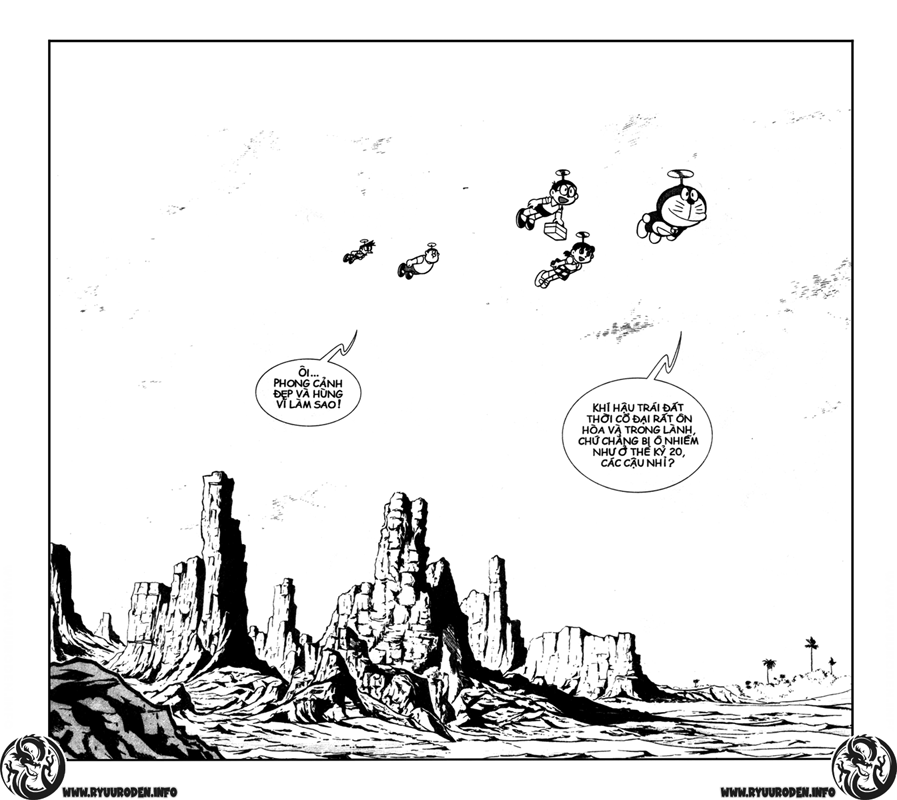 ÔI...
PHONG CẢNH
ĐẸP VÀ HÙNG
VĨ LÀM SAO!
KHÍ HẬU TRÁI ĐẤT
THỜI CỔ ĐẠI RẤT ÔN
HÒA VÀ TRONG LÀNH,
CHỨ CHẲNG BỊ Ô NHIỄM
NHƯ Ở THẾ KỶ 20,
CÁC CẬU NHỈ?
WWW.RYUURODEN.INFO
WWW.RYUURODEN.INFO